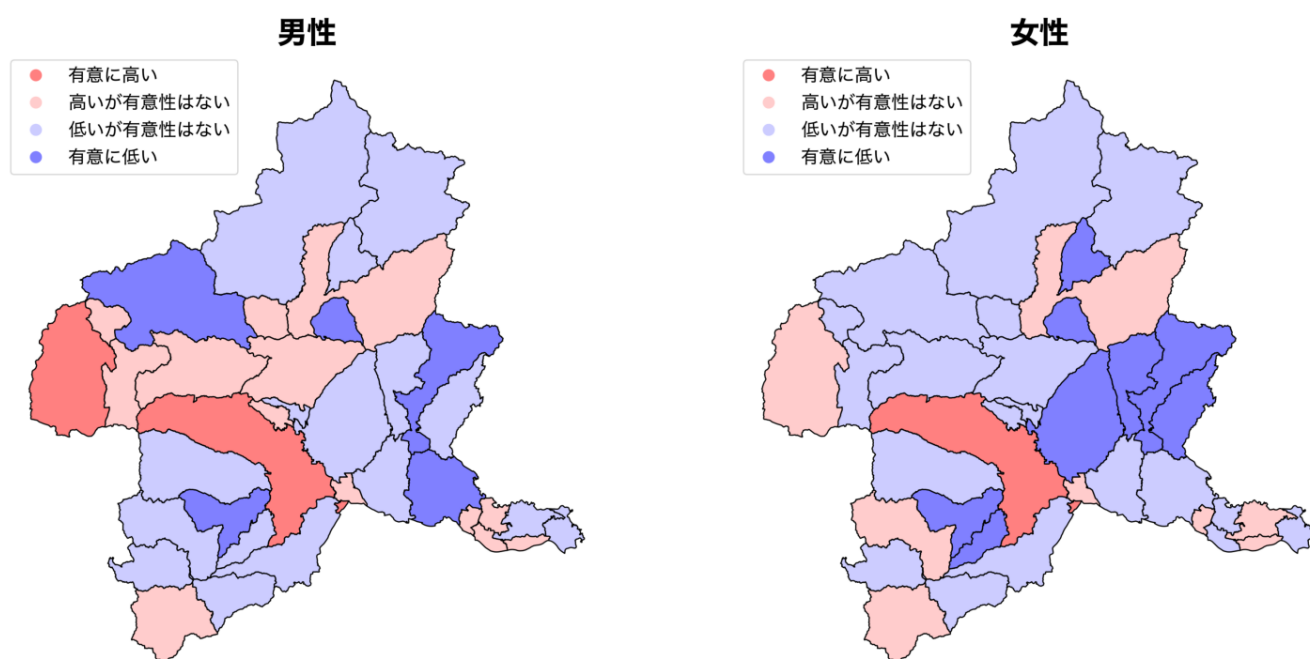 男性
有意に高い
高いが有意性はない
低いが有意性はない
有意に低い
女性
有意に高い
高いが有意性はない
低いが有意性はない
有意に低い